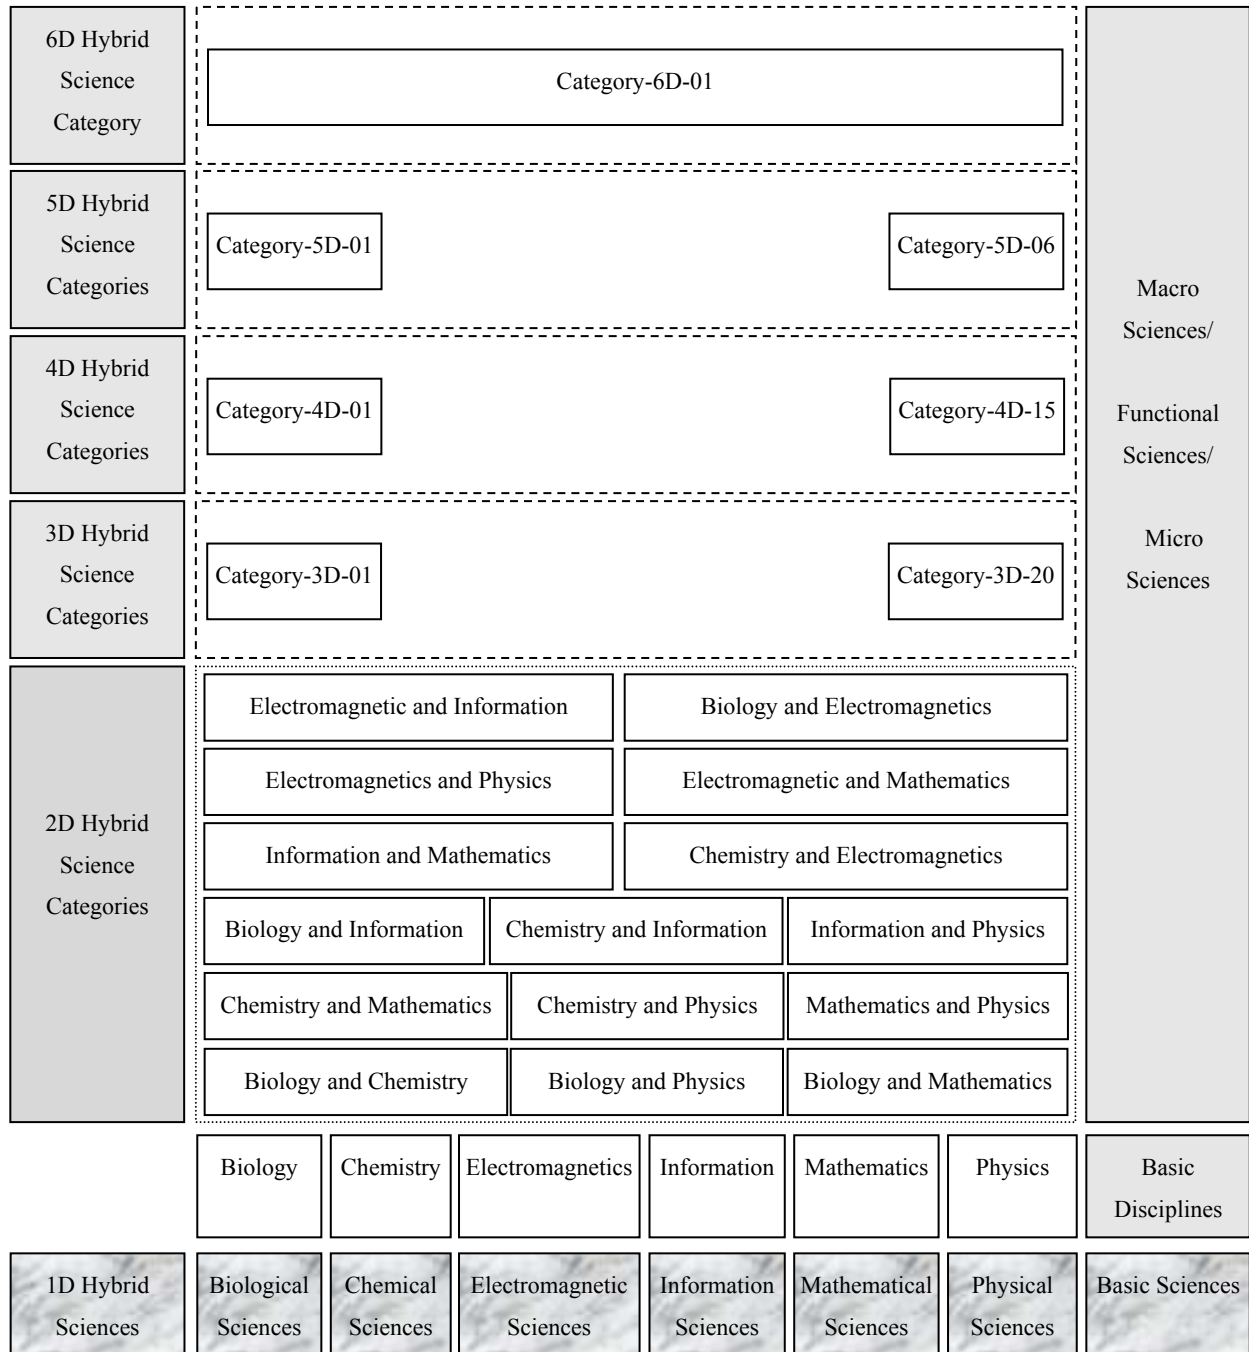 6D Hybrid
Science
Category
Category-6D-01
5D Hybrid
Science
Categories
Category-5D-01
Category-5D-06
4D Hybrid
Science
Categories
Category-4D-01
Category-4D-15
3D Hybrid
Science
Categories
Category-3D-01
Category-3D-20
Macro
Sciences/
Functional
Sciences/
Micro
Sciences
2D Hybrid
Science
Categories
Electromagnetic and Information
Biology and Electromagnetics
Electromagnetics and Physics
Electromagnetic and Mathematics
Information and Mathematics
Chemistry and Electromagnetics
Biology and Information
Chemistry and Information
Information and Physics
Chemistry and Mathematics
Chemistry and Physics
Mathematics and Physics
Biology and Chemistry
Biology and Physics
Biology and Mathematics
Biology
Chemistry
Electromagnetics
Information
Mathematics
Physics
Basic
Disciplines
1D Hybrid
Sciences
Biological
Sciences
Chemical
Sciences
Electromagnetic
Sciences
Information
Sciences
Mathematical
Sciences
Physical
Sciences
Basic Sciences